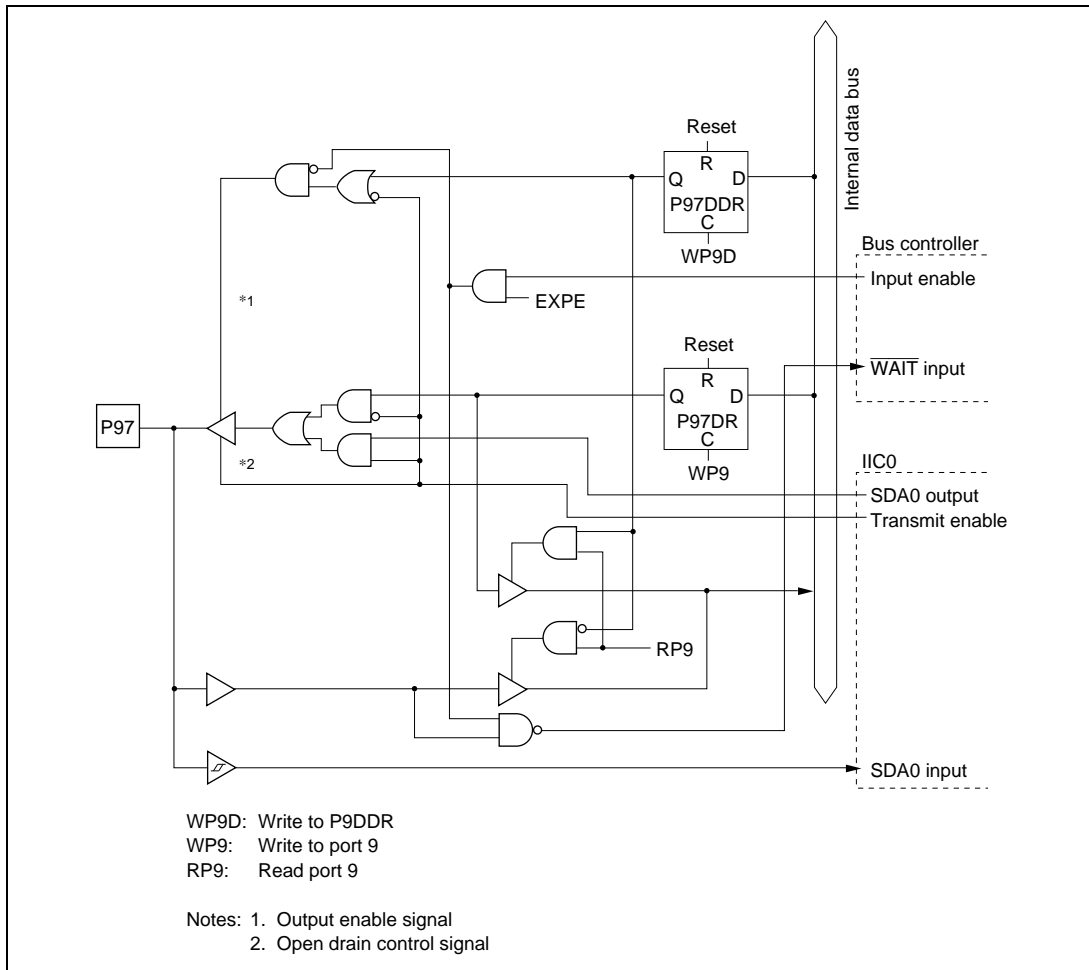 Reset
R
Q D
P97DDR
C
WP9D
Internal data bus
Bus controller
Input enable
EXPE
*1
Reset
R
Q D
P97DR
C
WP9
WAIT input
P97
*2
IIC0
SDA0 output
Transmit enable
RP9
SDA0 input
WP9D: Write to P9DDR
WP9: Write to port 9
RP9: Read port 9
Notes: 1. Output enable signal
2. Open drain control signal